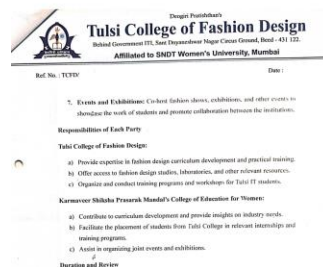 Deogiri Pratishthan's
Tulsi College of Fashion Design
Behind Government ITI, Sant Dnyaneshwar Nagar Circus Ground, Beed - 431 122.
Affiliated to SNDT Women's University, Mumbai
Ref. No. : TCFD/
Date :
7. Events and Exhibitions: Co-host fashion shows, exhibitions, and other events to
showcase the work of students and promote collaboration between the institutions.
Responsibilities of Each Party
Tulsi College of Fashion Design:
a) Provide expertise in fashion design curriculum development and practical training.
b) Offer access to fashion design studios, laboratories, and other relevant resources.
c) Organize and conduct training programs and workshops for Tulsi IT students.
Karmaveer Shiksha Prasarak Mandal's College of Education for Women:
a) Contribute to curriculum development and provide insights on industry needs.
b) Facilitate the placement of students from Tulsi College in relevant internships and
training programs.
c) Assist in organizing joint events and exhibitions.
Duration and Review